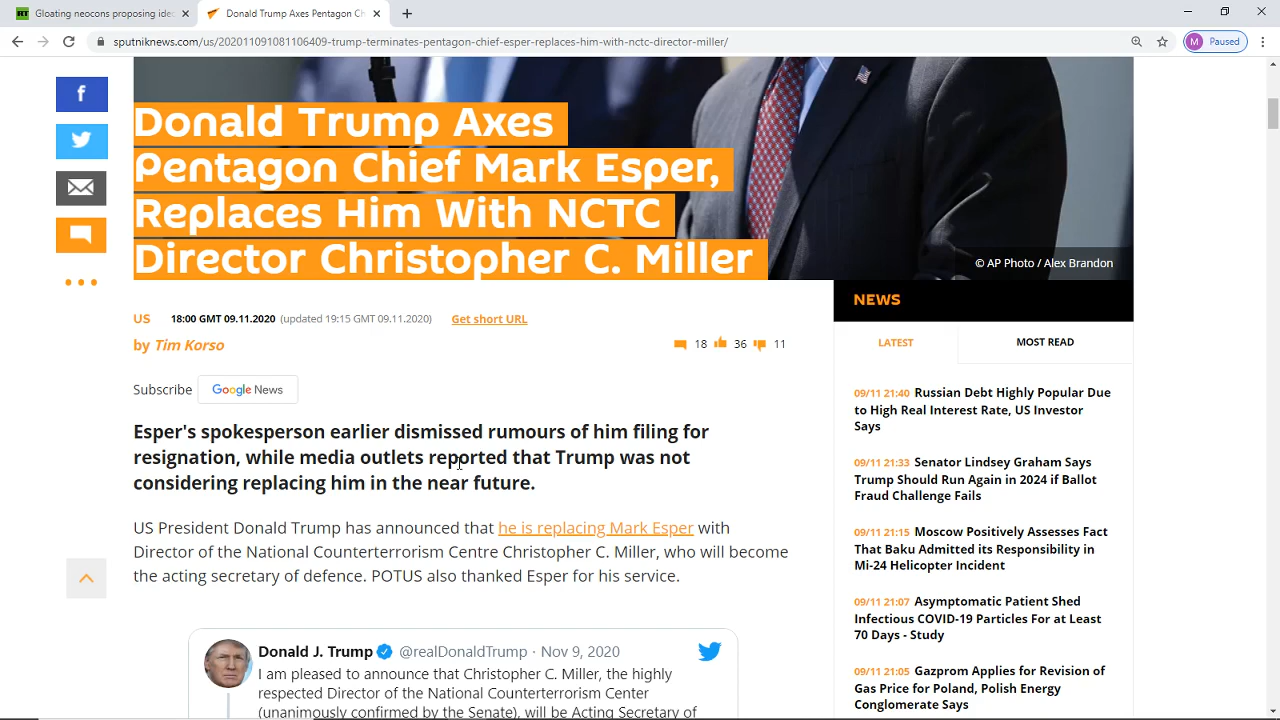 Gloating neocons proposing idea
Donald Trump Axes Pentagon Ch
sputniknews.com/us/202011091081106409-trump-terminates-pentagon-chief-esper-replaces-him-with-nctc-director-miller/
M Paused
Donald Trump Axes
Pentagon Chief Mark Esper,
Replaces Him With NCTC
Director Christopher C. Miller
© AP Photo / Alex Brandon
US 18:00 GMT 09.11.2020 (updated 19:15 GMT 09.11.2020) Get short URL
by Tim Korso
18 36 11
Subscribe Google News
Esper's spokesperson earlier dismissed rumours of him filing for
resignation, while media outlets reported that Trump was not
considering replacing him in the near future.
US President Donald Trump has announced that he is replacing Mark Esper with
Director of the National Counterterrorism Centre Christopher C. Miller, who will become
the acting secretary of defence. POTUS also thanked Esper for his service.
Donald J. Trump @realDonaldTrump · Nov 9, 2020
I am pleased to announce that Christopher C. Miller, the highly
respected Director of the National Counterterrorism Center
(unanimously confirmed by the Senate), will be Acting Secretary of
NEWS
LATEST
MOST READ
09/11 21:40 Russian Debt Highly Popular Due
to High Real Interest Rate, US Investor
Says
09/11 21:33 Senator Lindsey Graham Says
Trump Should Run Again in 2024 if Ballot
Fraud Challenge Fails
09/11 21:15 Moscow Positively Assesses Fact
That Baku Admitted its Responsibility in
Mi-24 Helicopter Incident
09/11 21:07 Asymptomatic Patient Shed
Infectious COVID-19 Particles For at Least
70 Days - Study
09/11 21:05 Gazprom Applies for Revision of
Gas Price for Poland, Polish Energy
Conglomerate Says